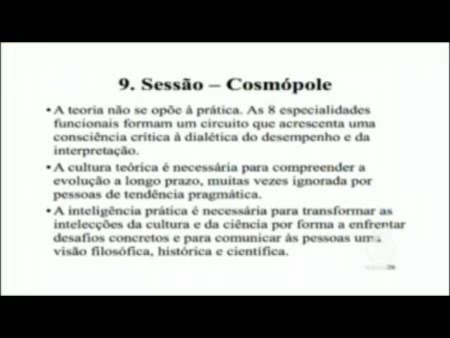 9. Sessão – Cosmópole
• A teoria não se opõe à prática. As 8 especialidades
funcionais formam um circuito que acrescenta uma
consciência crítica à dialética do desempenho e da
interpretação.
• A cultura teórica é necessária para compreender a
evolução a longo prazo, muitas vezes ignorada por
pessoas de tendência pragmática.
• A inteligência prática é necessária para transformar as
intelecções da cultura e da ciência por forma a enfrentar
desafios concretos e para comunicar às pessoas uma
visão filosófica, histórica e científica.